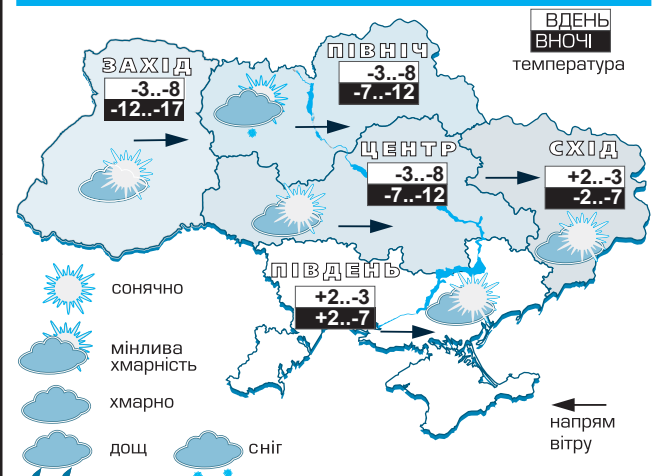 ВДЕНЬ
ВНОЧІ
температура
ПІВНІЧ
-3..-8
-7..-12
ЗАХІД
-3..-8
-12..-17
ЦЕНТР
-3..-8
-7..-12
СХІД
+2..-3
-2..-7
ПІВДЕНЬ
+2..-3
+2..-7
сонячно
мінлива
хмарність
хмарно
дощ
сніг
напрям
вітру